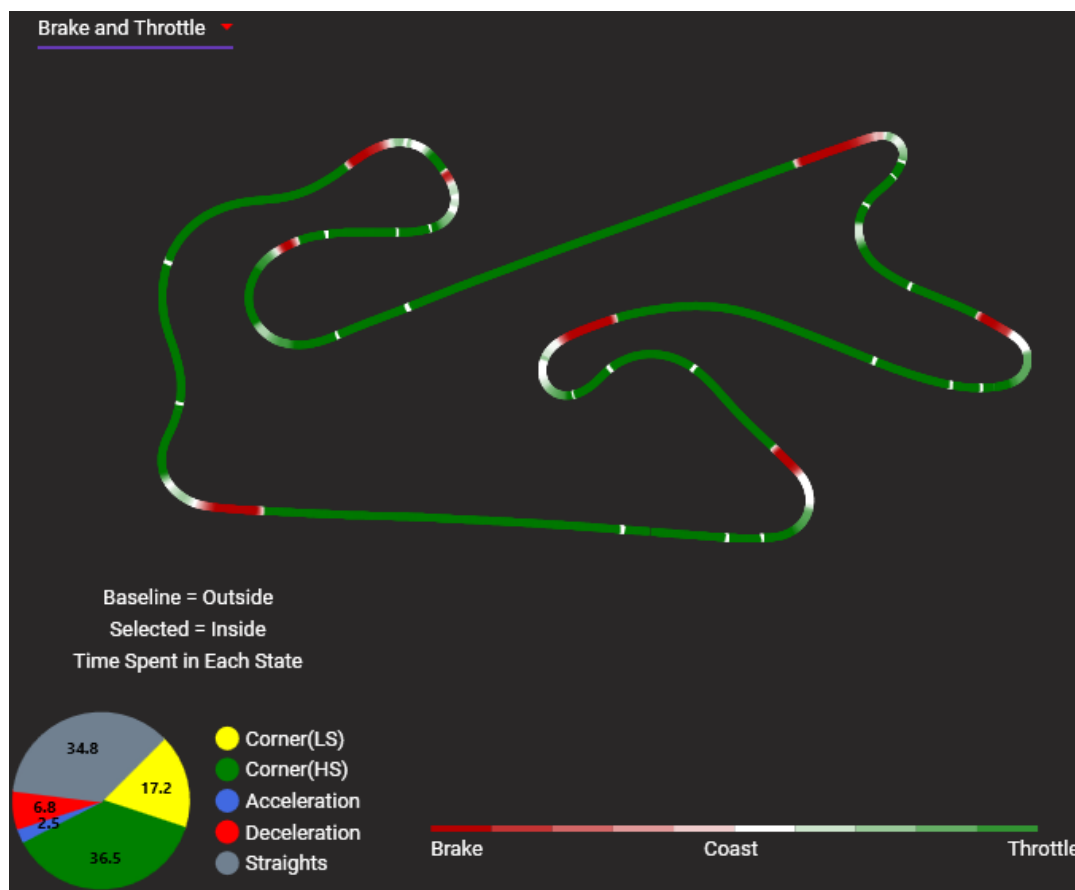 Brake and Throttle
Baseline = Outside
Selected = Inside
Time Spent in Each State
34.8
17.2
6.8
2.5
36.5
Corner(LS)
Corner(HS)
Acceleration
Deceleration
Straights
Brake Coast Throttle